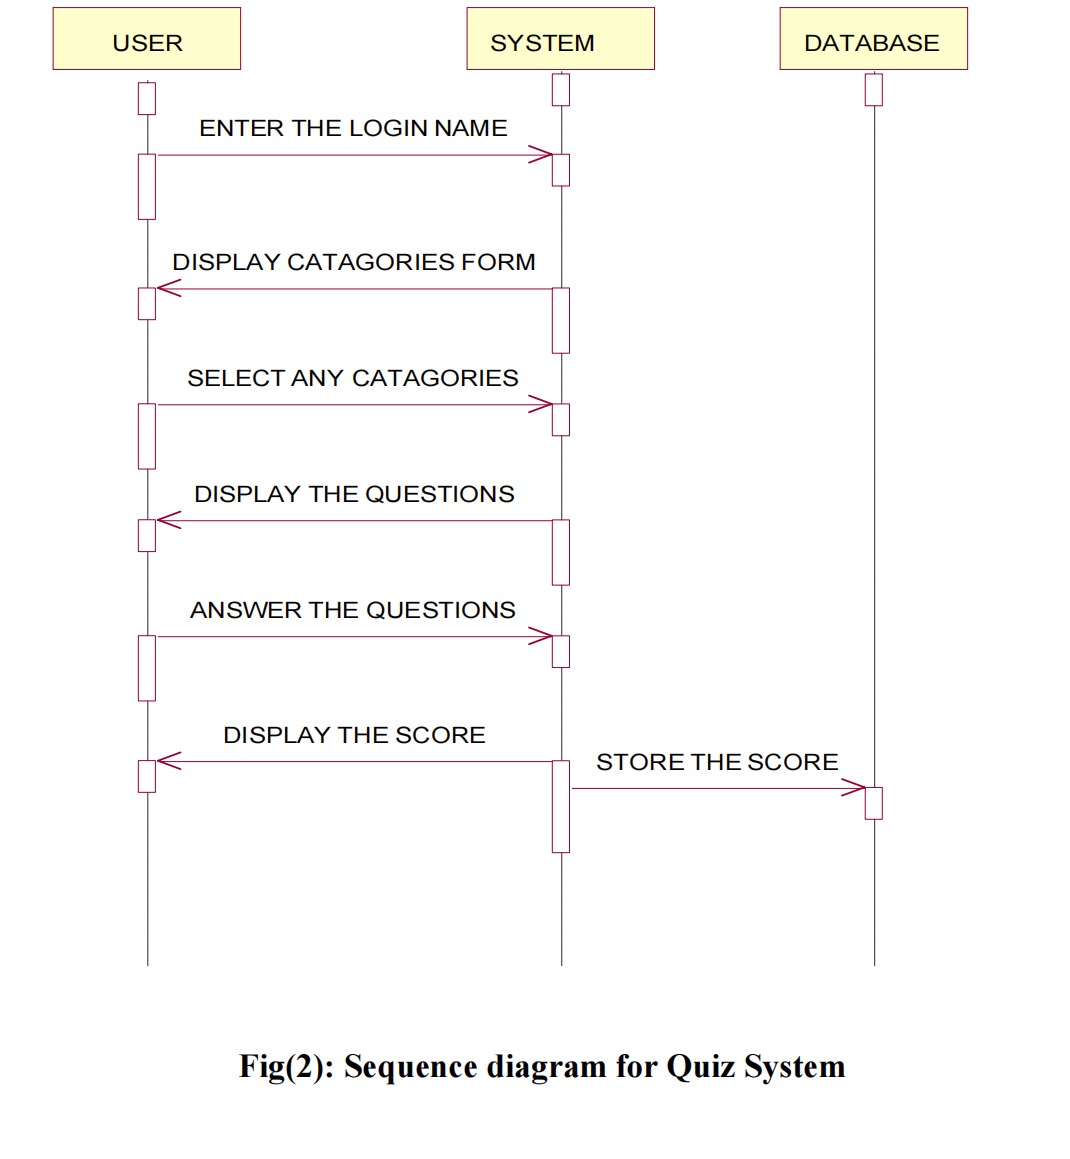 USER
SYSTEM
DATABASE
ENTER THE LOGIN NAME
DISPLAY CATAGORIES FORM
SELECT ANY CATAGORIES
DISPLAY THE QUESTIONS
ANSWER THE QUESTIONS
DISPLAY THE SCORE
STORE THE SCORE
Fig(2): Sequence diagram for Quiz System